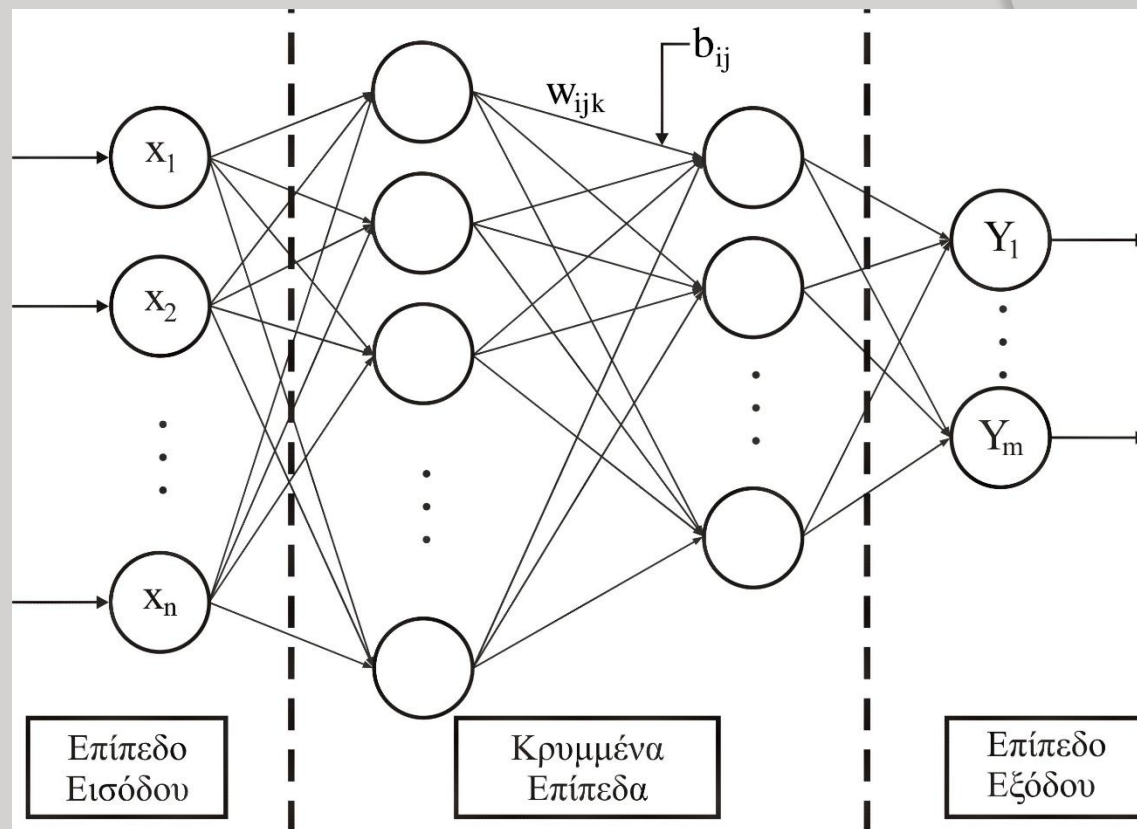 b_ij
w_ijk
x_1
x_2
x_n
Y_1
Y_m
Επίπεδο
Εισόδου
Κρυμμένα
Επίπεδα
Επίπεδο
Εξόδου